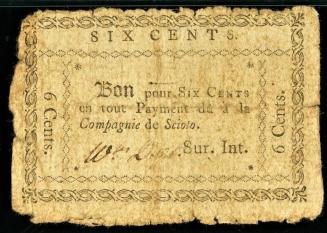 SIX CENTS.
6 Cents.
Bon pour SIX CENTS
en tout Payment dû à la
Compagnie de Scioto.
Wm Sur. Int.
6 Cents.